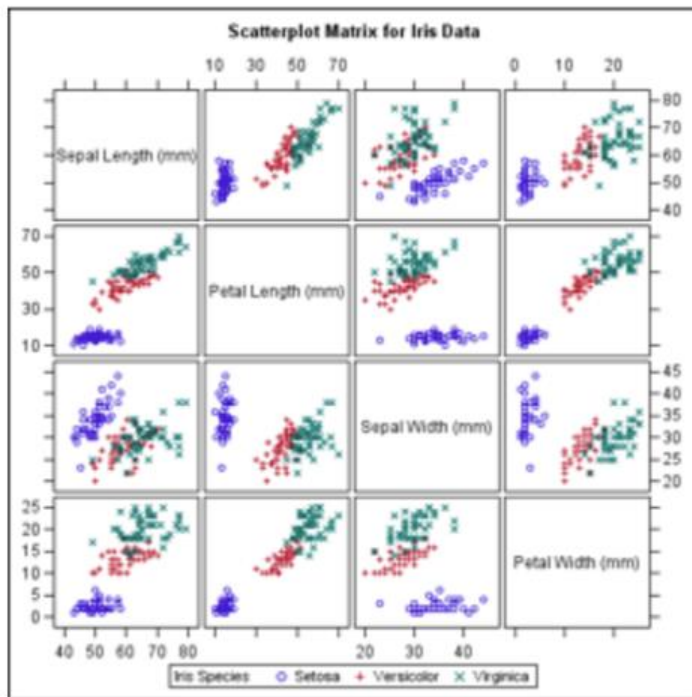 Scatterplot Matrix for Iris Data
10 30 50 70 0 10 20
Sepal Length (mm)
80
70
60
50
40
70
50
30
10
Petal Length (mm)
Sepal Width (mm)
45
40
35
30
25
20
25
20
15
10
5
0
Petal Width (mm)
40 50 60 70 80 20 30 40
Iris Species Setosa Versicolor Virginica